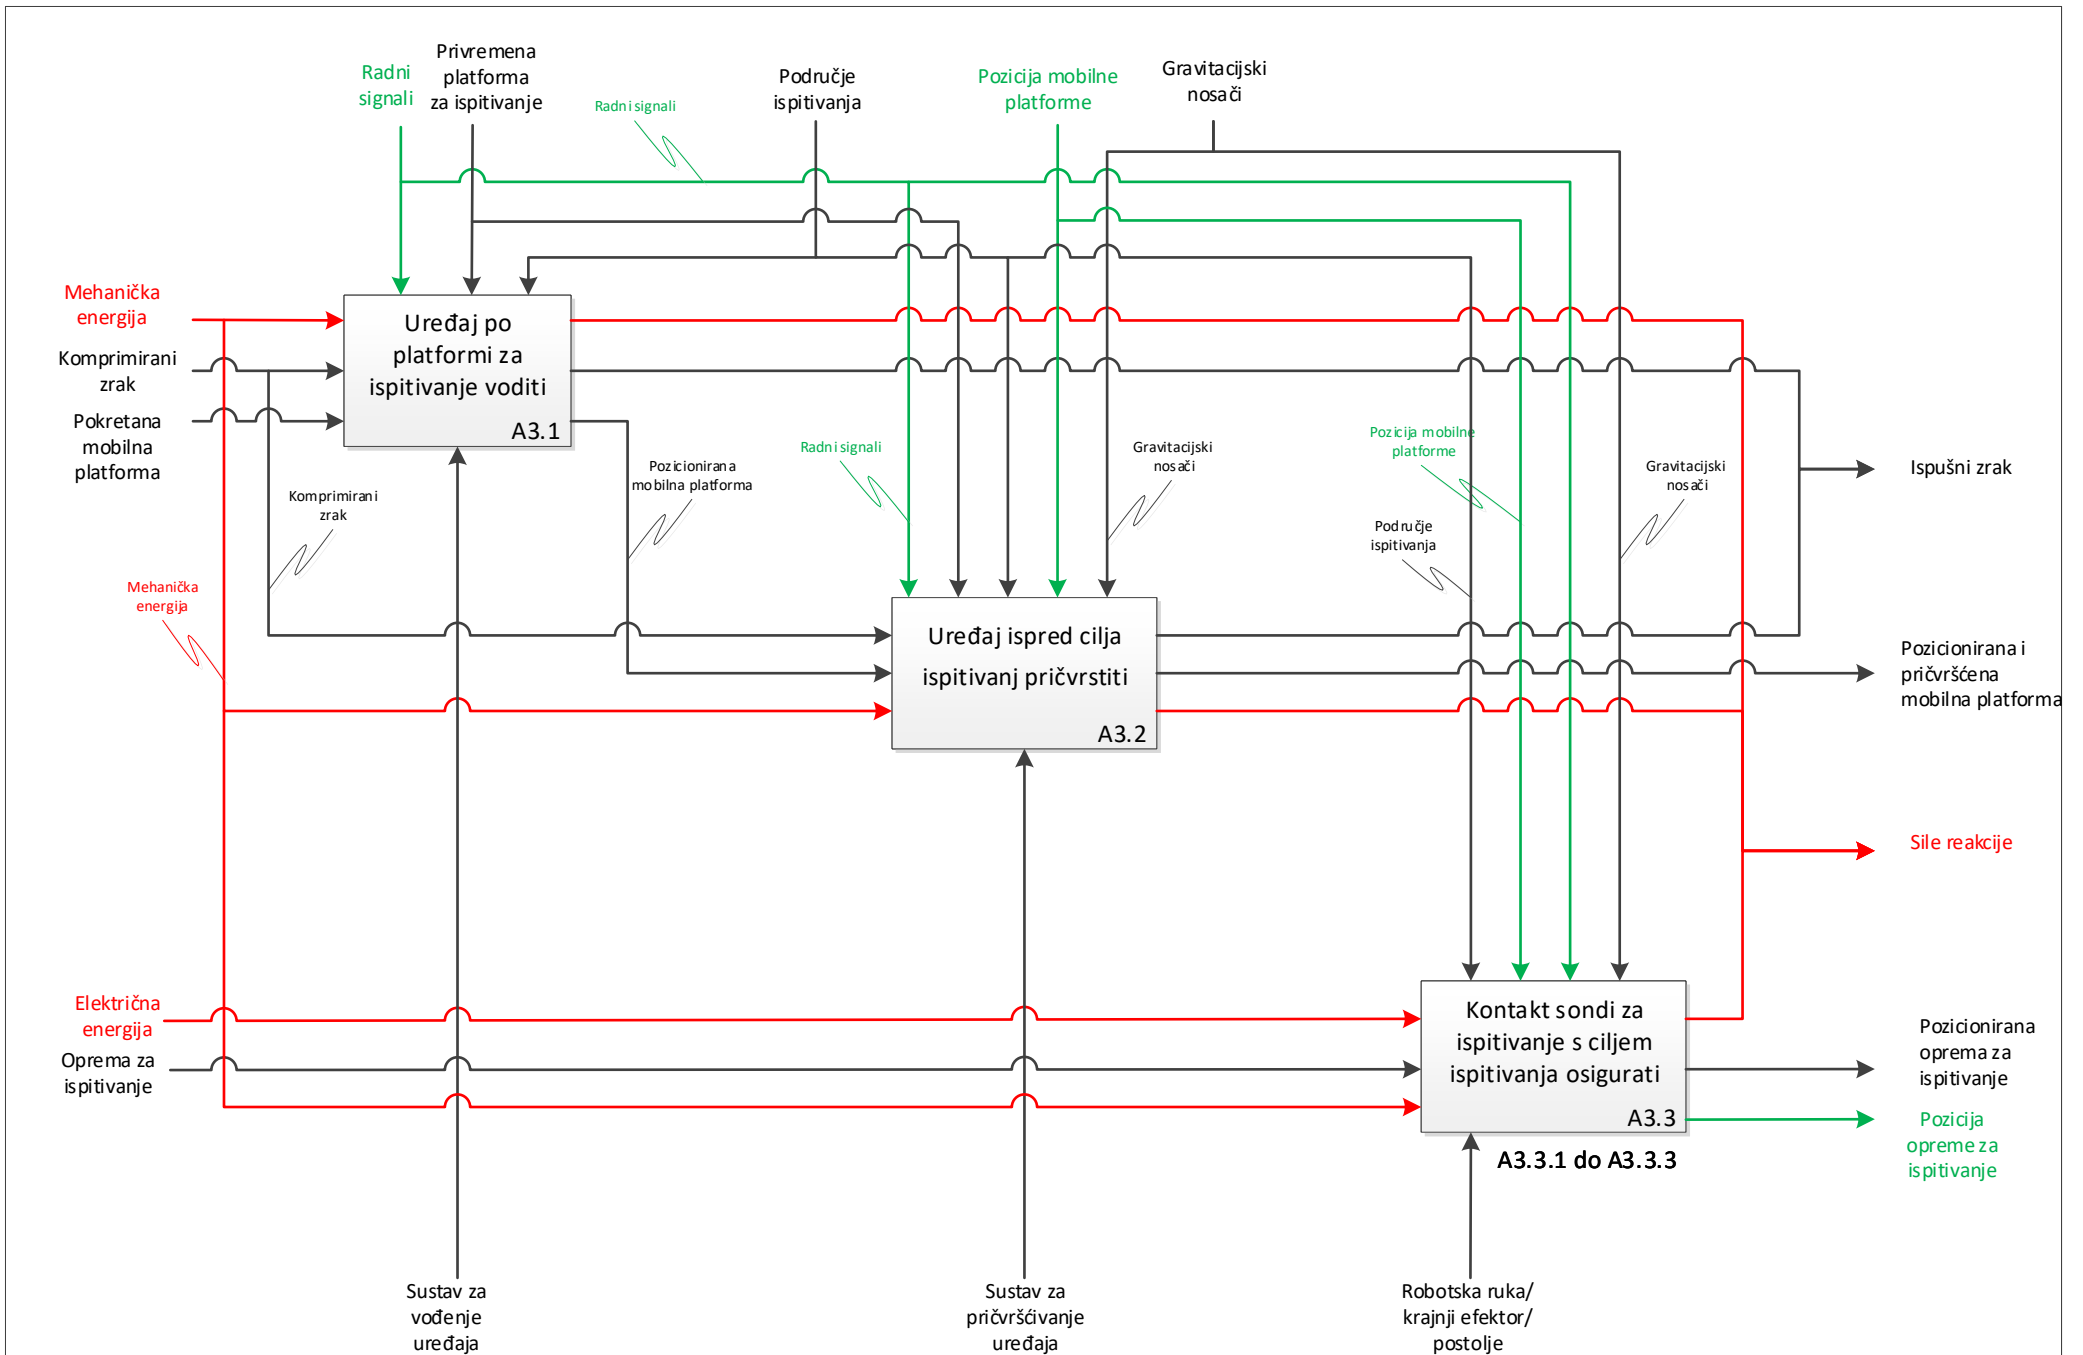 Radni
signali
Privremena
platforma
za ispitivanje
Radni signali
Područje
ispitivanja
Pozicija mobilne
platforme
Gravitacijski
nosači
Mehanička
energija
Komprimirani
zrak
Pokretana
mobilna
platforma
Uređaj po
platformi za
ispitivanje voditi
A3.1
Komprimirani
zrak
Mehanička
energija
Pozicionirana
mobilna platforma
Radni signali
Gravitacijski
nosači
Pozicija mobilne
platforme
Gravitacijski
nosači
Područje
ispitivanja
Ispušni zrak
Uređaj ispred cilja
ispitivanj pričvrstiti
A3.2
Pozicionirana i
pričvršćena
mobilna platforma
Sile reakcije
Električna
energija
Oprema za
ispitivanje
Kontakt sondi za
ispitivanje s ciljem
ispitivanja osigurati
A3.3
A3.3.1 do A3.3.3
Pozicionirana
oprema za
ispitivanje
Pozicija
opreme za
ispitivanje
Sustav za
vođenje
uređaja
Sustav za
pričvršćivanje
uređaja
Robotska ruka/
krajnji efektor/
postolje